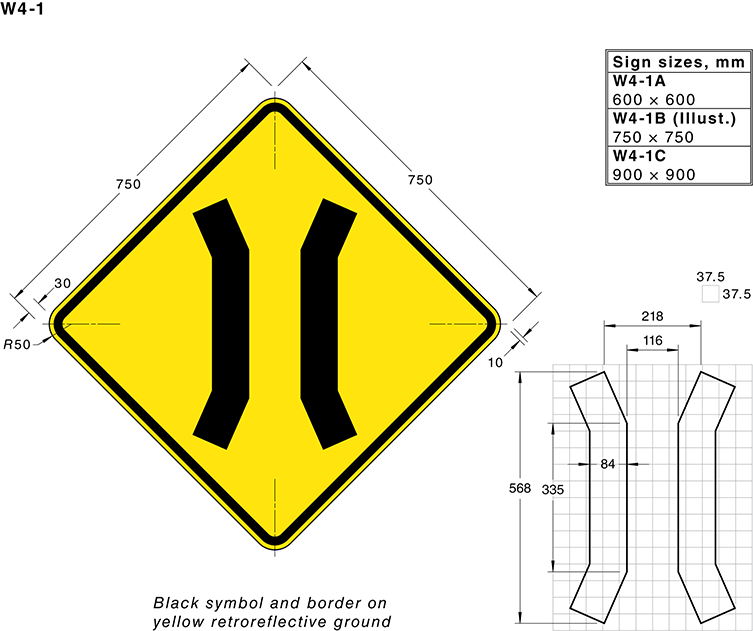 W4-1
Sign sizes, mm
W4-1A
600 × 600
W4-1B (Illust.)
750 × 750
W4-1C
900 × 900
750
750
30
R50
10
37.5
37.5
218
116
84
568
335
Black symbol and border on
yellow retroreflective ground